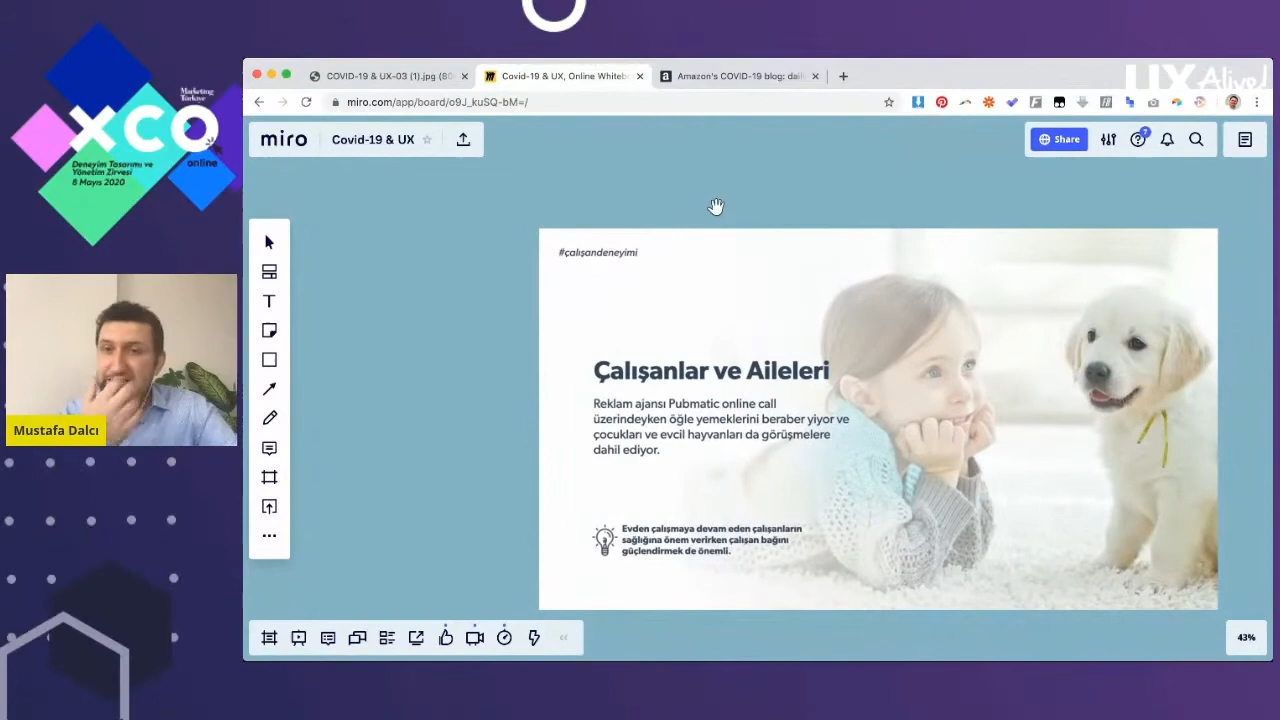 Marketing
Türkiye
xco
online
Deneyim Tasarımı ve
Yönetim Zirvesi
8 Mayıs 2020
Mustafa Dalcı
COVID-19 & UX-03 (1).jpg (80
Covid-19 & UX, Online Whiteb
Amazon's COVID-19 blog: dail
UX Alive!
miro.com/app/board/o9J_kuSQ-bM=/
miro
Covid-19 & UX
Share
7
#çalışandeneyimi
Çalışanlar ve Aileleri
Reklam ajansı Pubmatic online call
üzerindeyken öğle yemeklerini beraber yiyor ve
çocukları ve evcil hayvanları da görüşmelere
dahil ediyor.
Evden çalışmaya devam eden çalışanların
sağlığına önem verirken çalışan bağını
güçlendirmek de önemli.
43%